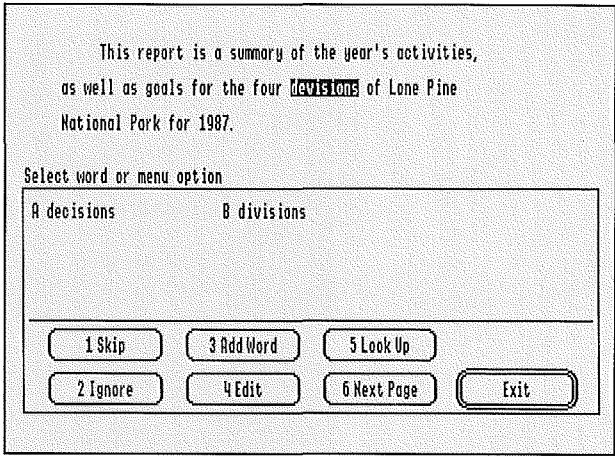 This report is a summary of the year's activities,
as well as goals for the four devisions of Lone Pine
National Park for 1987.
Select word or menu option
A decisions B divisions
1 Skip 3 Add Word 5 Look Up
2 Ignore 4 Edit 6 Next Page Exit